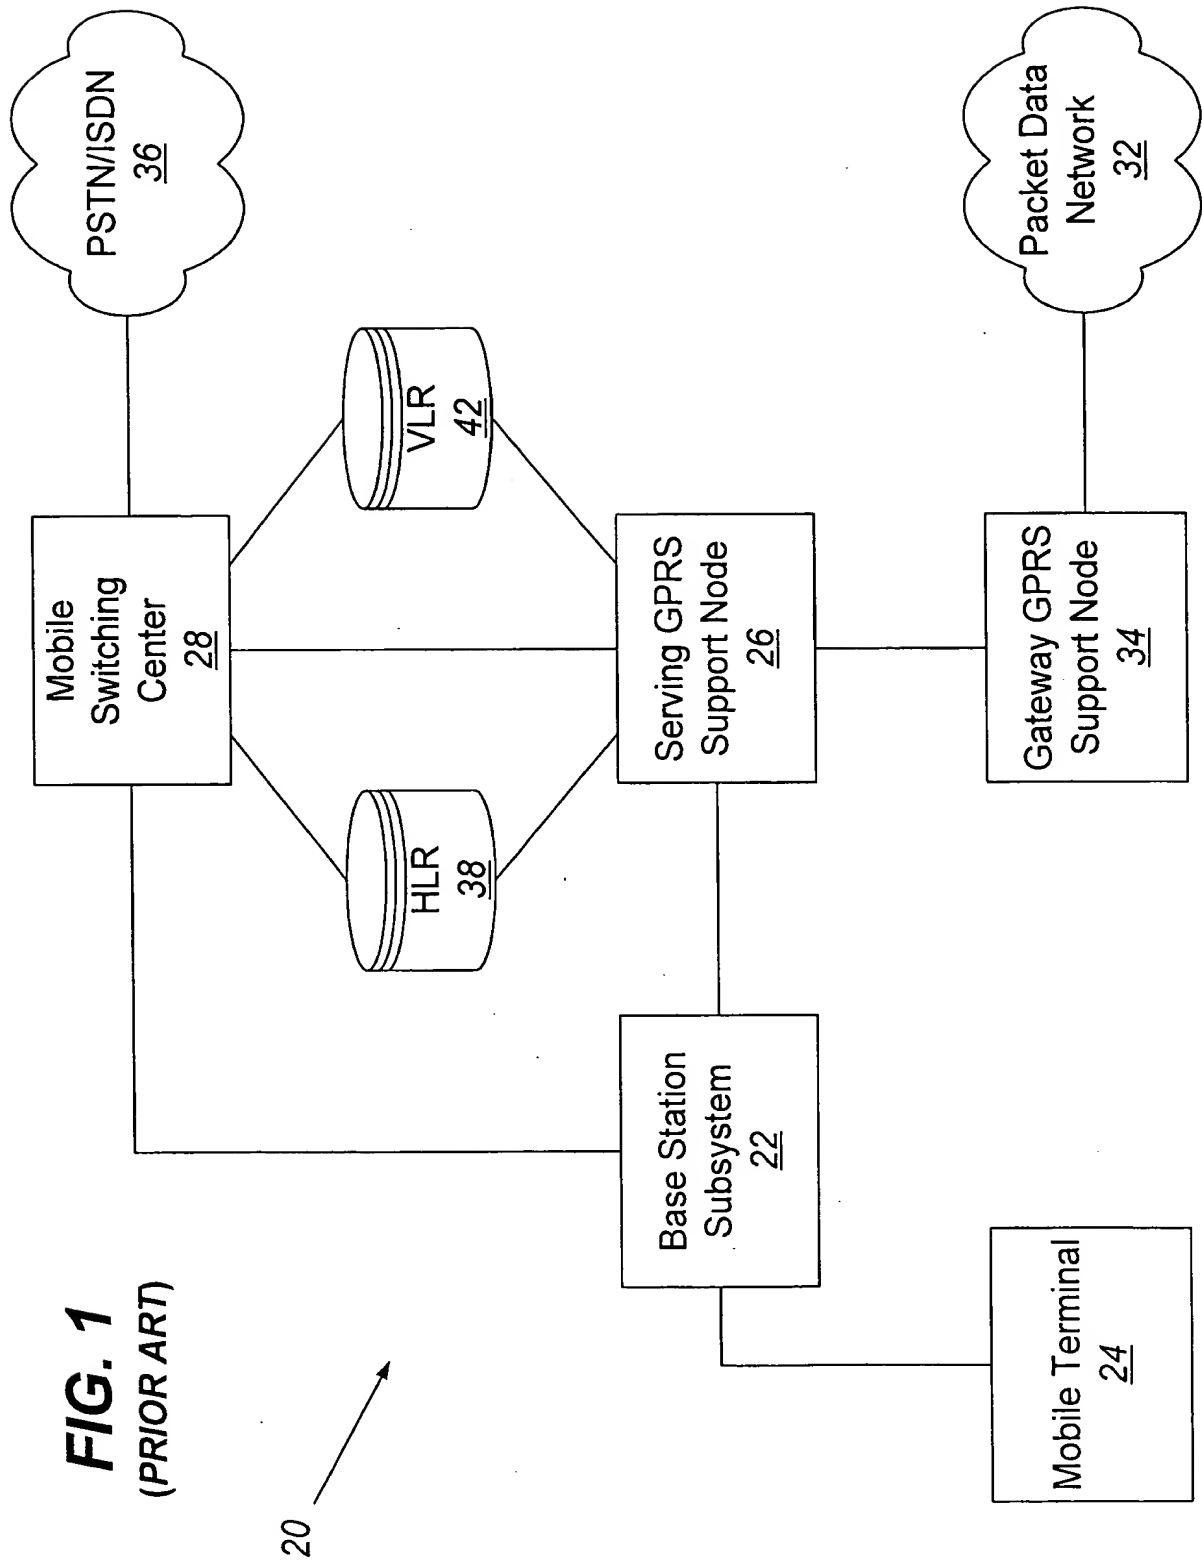 FIG. 1
(PRIOR ART)
20
Mobile
Switching
Center
28
PSTN/ISDN
36
HLR
38
VLR
42
Base Station
Subsystem
22
Serving GPRS
Support Node
26
Mobile Terminal
24
Gateway GPRS
Support Node
34
Packet Data
Network
32